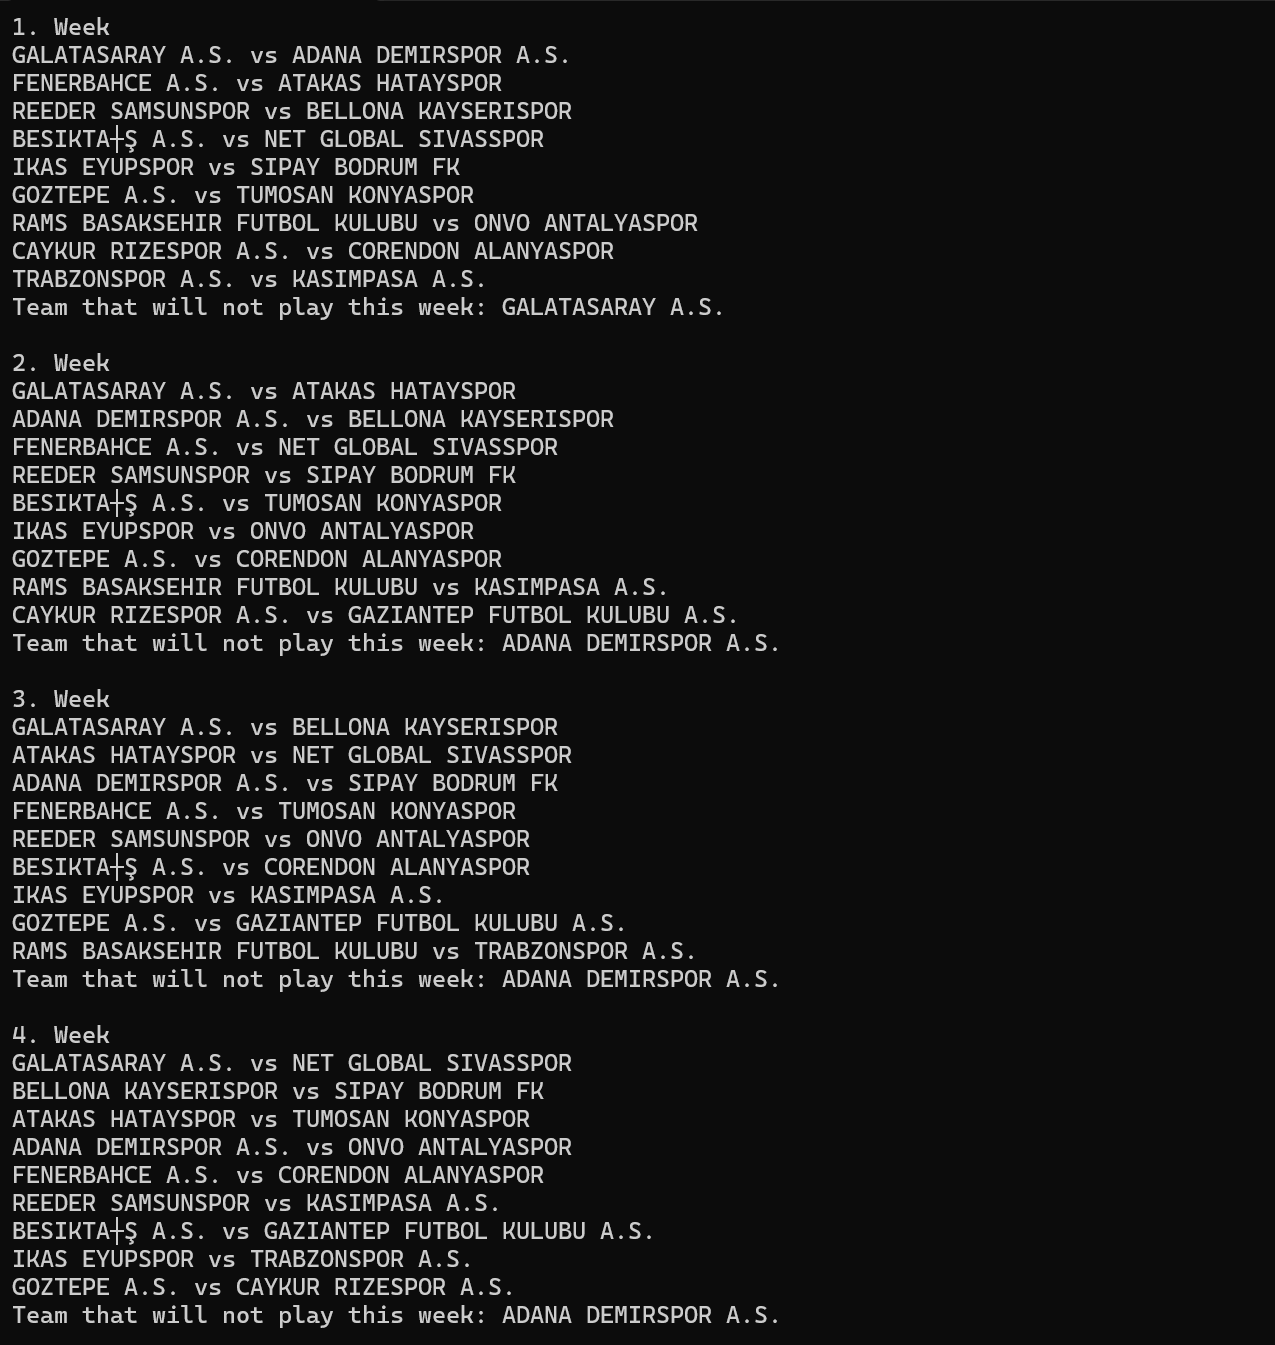 1. Week
GALATASARAY A.S. vs ADANA DEMIRSPOR A.S.
FENERBAHCE A.S. vs ATAKAS HATAYSPOR
REEDER SAMSUNSPOR vs BELLONA KAYSERISPOR
BESIKTA┼Ş A.S. vs NET GLOBAL SIVASSPOR
IKAS EYUPSPOR vs SIPAY BODRUM FK
GOZTEPE A.S. vs TUMOSAN KONYASPOR
RAMS BASAKSEHIR FUTBOL KULUBU vs ONVO ANTALYASPOR
CAYKUR RIZESPOR A.S. vs CORENDON ALANYASPOR
TRABZONSPOR A.S. vs KASIMPASA A.S.
Team that will not play this week: GALATASARAY A.S.

2. Week
GALATASARAY A.S. vs ATAKAS HATAYSPOR
ADANA DEMIRSPOR A.S. vs BELLONA KAYSERISPOR
FENERBAHCE A.S. vs NET GLOBAL SIVASSPOR
REEDER SAMSUNSPOR vs SIPAY BODRUM FK
BESIKTA┼Ş A.S. vs TUMOSAN KONYASPOR
IKAS EYUPSPOR vs ONVO ANTALYASPOR
GOZTEPE A.S. vs CORENDON ALANYASPOR
RAMS BASAKSEHIR FUTBOL KULUBU vs KASIMPASA A.S.
CAYKUR RIZESPOR A.S. vs GAZIANTEP FUTBOL KULUBU A.S.
Team that will not play this week: ADANA DEMIRSPOR A.S.

3. Week
GALATASARAY A.S. vs BELLONA KAYSERISPOR
ATAKAS HATAYSPOR vs NET GLOBAL SIVASSPOR
ADANA DEMIRSPOR A.S. vs SIPAY BODRUM FK
FENERBAHCE A.S. vs TUMOSAN KONYASPOR
REEDER SAMSUNSPOR vs ONVO ANTALYASPOR
BESIKTA┼Ş A.S. vs CORENDON ALANYASPOR
IKAS EYUPSPOR vs KASIMPASA A.S.
GOZTEPE A.S. vs GAZIANTEP FUTBOL KULUBU A.S.
RAMS BASAKSEHIR FUTBOL KULUBU vs TRABZONSPOR A.S.
Team that will not play this week: ADANA DEMIRSPOR A.S.

4. Week
GALATASARAY A.S. vs NET GLOBAL SIVASSPOR
BELLONA KAYSERISPOR vs SIPAY BODRUM FK
ATAKAS HATAYSPOR vs TUMOSAN KONYASPOR
ADANA DEMIRSPOR A.S. vs ONVO ANTALYASPOR
FENERBAHCE A.S. vs CORENDON ALANYASPOR
REEDER SAMSUNSPOR vs KASIMPASA A.S.
BESIKTA┼Ş A.S. vs GAZIANTEP FUTBOL KULUBU A.S.
IKAS EYUPSPOR vs TRABZONSPOR A.S.
GOZTEPE A.S. vs CAYKUR RIZESPOR A.S.
Team that will not play this week: ADANA DEMIRSPOR A.S.